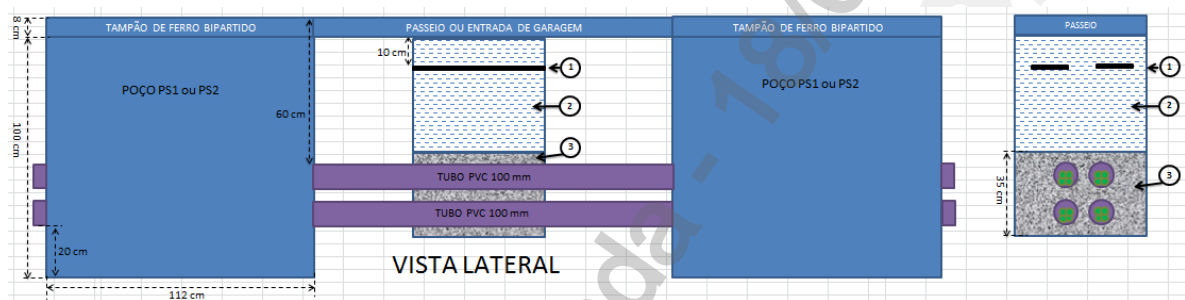 8 cm
TAMPÃO DE FERRO BIPARTIDO
PASSEIO OU ENTRADA DE GARAGEM
TAMPÃO DE FERRO BIPARTIDO
PASSEIO
10 cm
1
1
POÇO PS1 ou PS2
POÇO PS1 ou PS2
60 cm
2
2
100 cm
3
3
TUBO PVC 100 mm
35 cm
TUBO PVC 100 mm
20 cm
VISTA LATERAL
112 cm
da - 18/